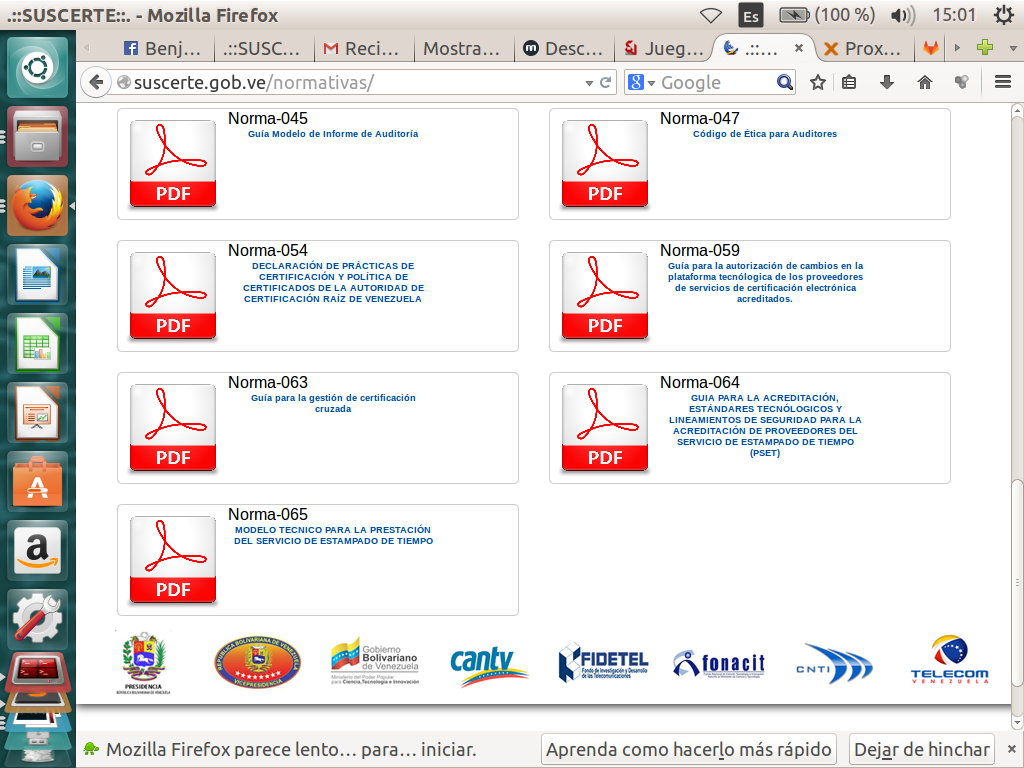 .::SUSCERTE::. - Mozilla Firefox
Es
(100 %)
15:01
Benj...
.::SUSC...
Reci...
Mostra...
Desc...
Jueg...
.::...
Prox...
suscerte.gob.ve/normativas/
Google
Norma-045
Guía Modelo de Informe de Auditoría
PDF
Norma-047
Código de Ética para Auditores
PDF
Norma-054
DECLARACIÓN DE PRÁCTICAS DE
CERTIFICACIÓN Y POLÍTICA DE
CERTIFICADOS DE LA AUTORIDAD DE
CERTIFICACIÓN RAÍZ DE VENEZUELA
PDF
Norma-059
Guía para la autorización de cambios en la
plataforma tecnológica de los proveedores
de servicios de certificación electrónica
acreditados.
PDF
Norma-063
Guía para la gestión de certificación
cruzada
PDF
Norma-064
GUIA PARA LA ACREDITACIÓN,
ESTÁNDARES TECNÓLOGICOS Y
LINEAMIENTOS DE SEGURIDAD PARA LA
ACREDITACIÓN DE PROVEEDORES DEL
SERVICIO DE ESTAMPADO DE TIEMPO
(PSET)
PDF
Norma-065
MODELO TECNICO PARA LA PRESTACIÓN
DEL SERVICIO DE ESTAMPADO DE TIEMPO
PDF
PRESIDENCIA
REPÚBLICA BOLIVARIANA DE VENEZUELA
VICEPRESIDENCIA
Gobierno
Bolivariano
de Venezuela
Ministerio del Poder Popular
para Ciencia, Tecnología e Innovación
cantv
FIDETEL
Fondo de Investigación y Desarrollo
de las Telecomunicaciones
fonacit
CNTI
TELECOM
VENEZUELA
Mozilla Firefox parece lento... para... iniciar.
Aprenda como hacerlo más rápido
Dejar de hinchar